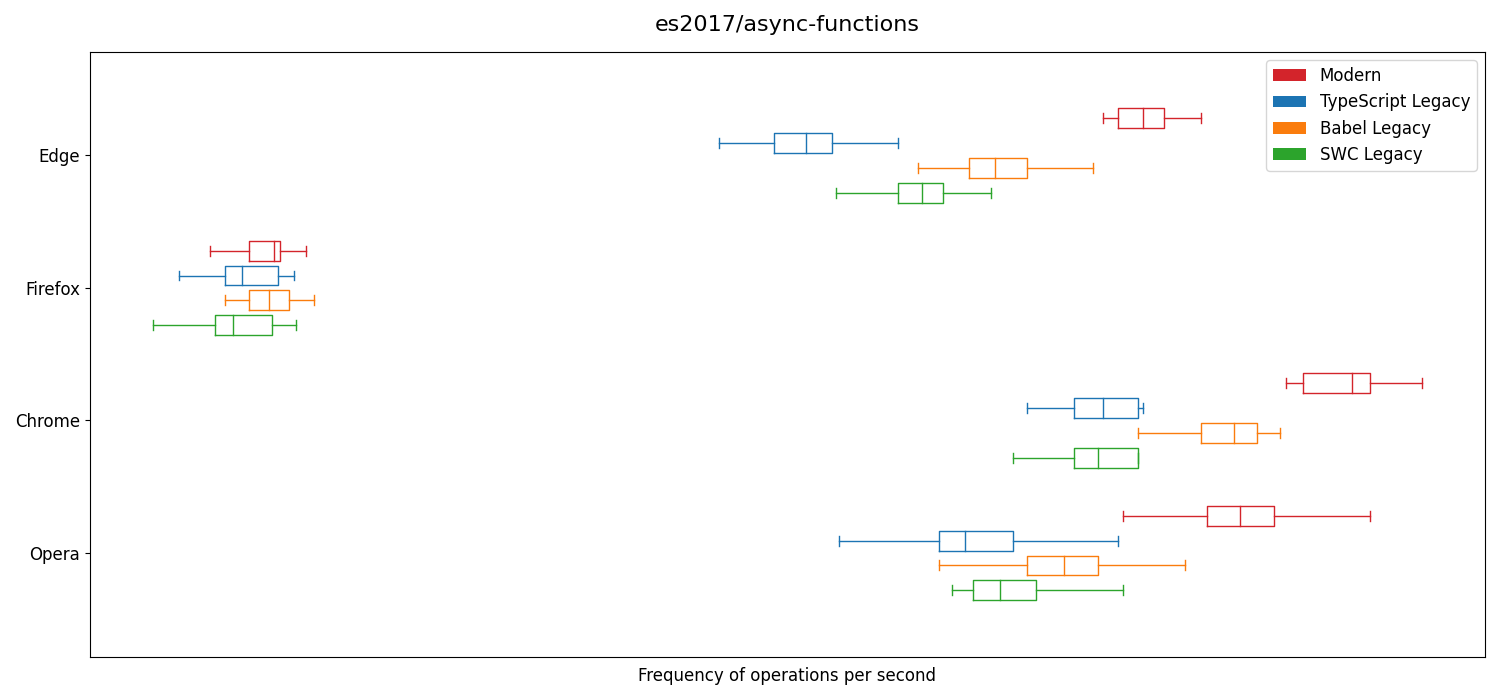 es2017/async-functions
Modern
TypeScript Legacy
Babel Legacy
SWC Legacy
Edge
Firefox
Chrome
Opera
Frequency of operations per second